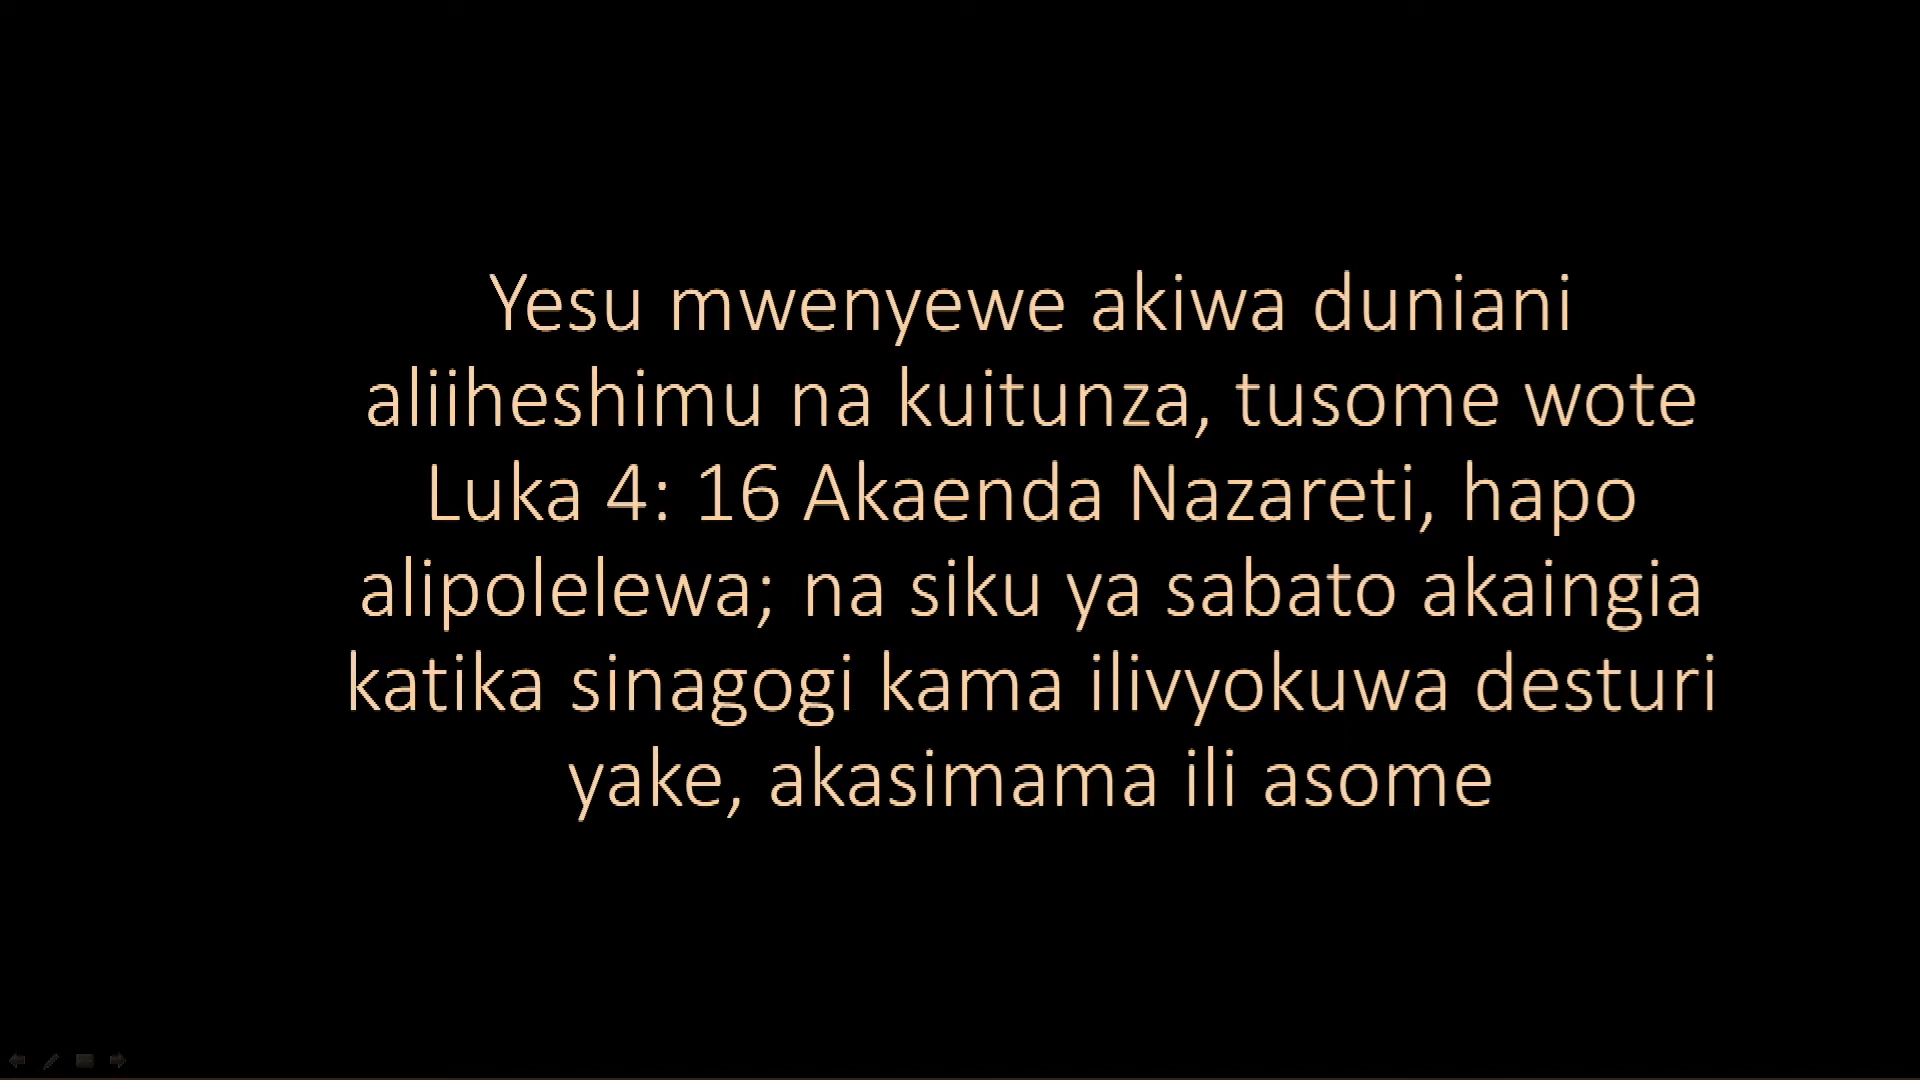 Yesu mwenyewe akiwa duniani
aliiheshimu na kuitunza, tusome wote
Luka 4: 16 Akaenda Nazareti, hapo
alipolelewa; na siku ya sabato akaingia
katika sinagogi kama ilivyokuwa desturi
yake, akasimama ili asome